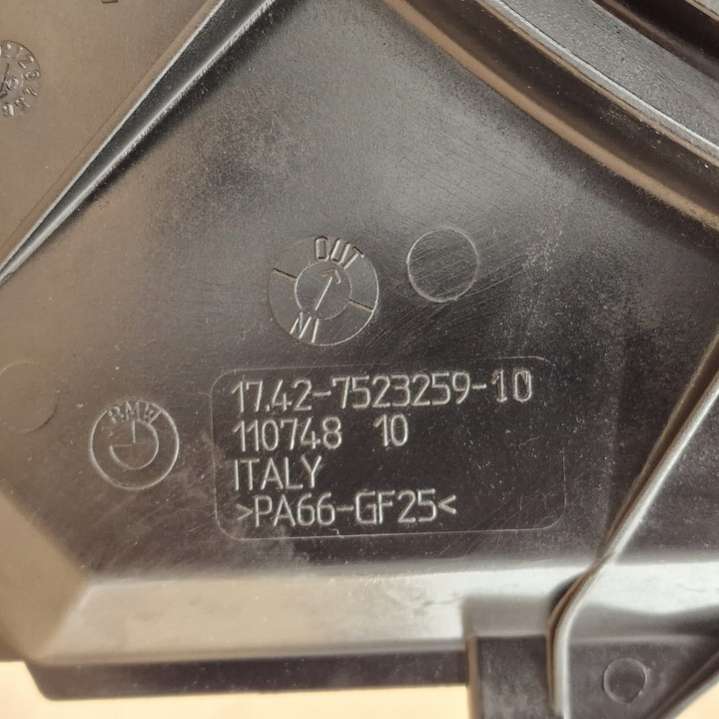 OUT
IN
BMW
17.42-7523259-10
110748 10
ITALY
>PA66-GF25<